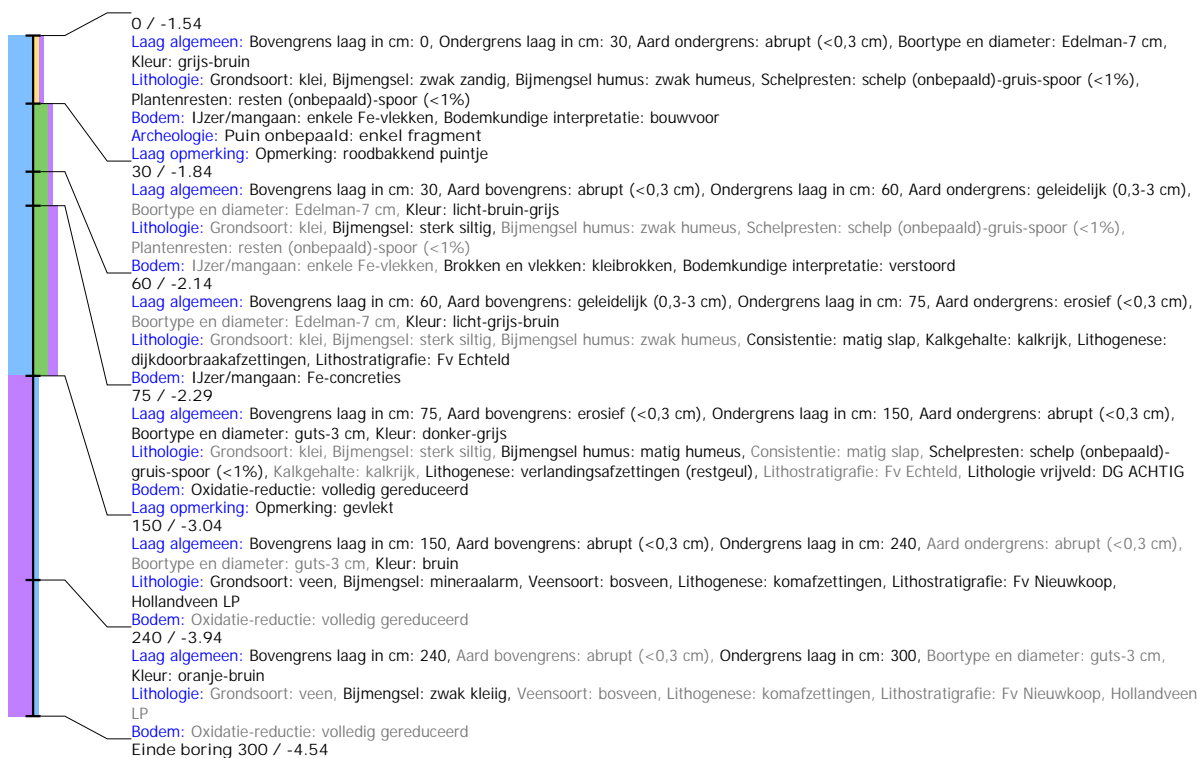 0 / -1.54
Laag algemeen: Bovengrens laag in cm: 0, Ondergrens laag in cm: 30, Aard ondergrens: abrupt (<0,3 cm), Boortype en diameter: Edelman-7 cm,
Kleur: grijs-bruin
Lithologie: Grondsoort: klei, Bijmengsel: zwak zandig, Bijmengsel humus: zwak humeus, Schelpresten: schelp (onbepaald)-gruis-spoor (<1%),
Plantenresten: resten (onbepaald)-spoor (<1%)
Bodem: IJzer/mangaan: enkele Fe-vlekken, Bodemkundige interpretatie: bouwvoor
Archeologie: Puin onbepaald: enkel fragment
Laag opmerking: Opmerking: roodbakkend puintje
30 / -1.84
Laag algemeen: Bovengrens laag in cm: 30, Aard bovengrens: abrupt (<0,3 cm), Ondergrens laag in cm: 60, Aard ondergrens: geleidelijk (0,3-3 cm),
Boortype en diameter: Edelman-7 cm, Kleur: licht-bruin-grijs
Lithologie: Grondsoort: klei, Bijmengsel: sterk siltig, Bijmengsel humus: zwak humeus, Schelpresten: schelp (onbepaald)-gruis-spoor (<1%),
Plantenresten: resten (onbepaald)-spoor (<1%)
Bodem: IJzer/mangaan: enkele Fe-vlekken, Brokken en vlekken: kleibrokken, Bodemkundige interpretatie: verstoord
60 / -2.14
Laag algemeen: Bovengrens laag in cm: 60, Aard bovengrens: geleidelijk (0,3-3 cm), Ondergrens laag in cm: 75, Aard ondergrens: erosief (<0,3 cm),
Boortype en diameter: Edelman-7 cm, Kleur: licht-grijs-bruin
Lithologie: Grondsoort: klei, Bijmengsel: sterk siltig, Bijmengsel humus: zwak humeus, Consistentie: matig slap, Kalkgehalte: kalkrijk, Lithogenese:
dijkdoorbraakafzettingen, Lithostratigrafie: Fv Echteld
Bodem: IJzer/mangaan: Fe-concreties
75 / -2.29
Laag algemeen: Bovengrens laag in cm: 75, Aard bovengrens: erosief (<0,3 cm), Ondergrens laag in cm: 150, Aard ondergrens: abrupt (<0,3 cm),
Boortype en diameter: guts-3 cm, Kleur: donker-grijs
Lithologie: Grondsoort: klei, Bijmengsel: sterk siltig, Bijmengsel humus: matig humeus, Consistentie: matig slap, Schelpresten: schelp (onbepaald)-
gruis-spoor (<1%), Kalkgehalte: kalkrijk, Lithogenese: verlandingsafzettingen (restgeul), Lithostratigrafie: Fv Echteld, Lithologie vrijveld: DG ACHTIG
Bodem: Oxidatie-reductie: volledig gereduceerd
Laag opmerking: Opmerking: gevlekt
150 / -3.04
Laag algemeen: Bovengrens laag in cm: 150, Aard bovengrens: abrupt (<0,3 cm), Ondergrens laag in cm: 240, Aard ondergrens: abrupt (<0,3 cm),
Boortype en diameter: guts-3 cm, Kleur: bruin
Lithologie: Grondsoort: veen, Bijmengsel: mineraalarm, Veensoort: bosveen, Lithogenese: komafzettingen, Lithostratigrafie: Fv Nieuwkoop,
Hollandveen LP
Bodem: Oxidatie-reductie: volledig gereduceerd
240 / -3.94
Laag algemeen: Bovengrens laag in cm: 240, Aard bovengrens: abrupt (<0,3 cm), Ondergrens laag in cm: 300, Boortype en diameter: guts-3 cm,
Kleur: oranje-bruin
Lithologie: Grondsoort: veen, Bijmengsel: zwak kleiig, Veensoort: bosveen, Lithogenese: komafzettingen, Lithostratigrafie: Fv Nieuwkoop, Hollandveen
LP
Bodem: Oxidatie-reductie: volledig gereduceerd
Einde boring 300 / -4.54